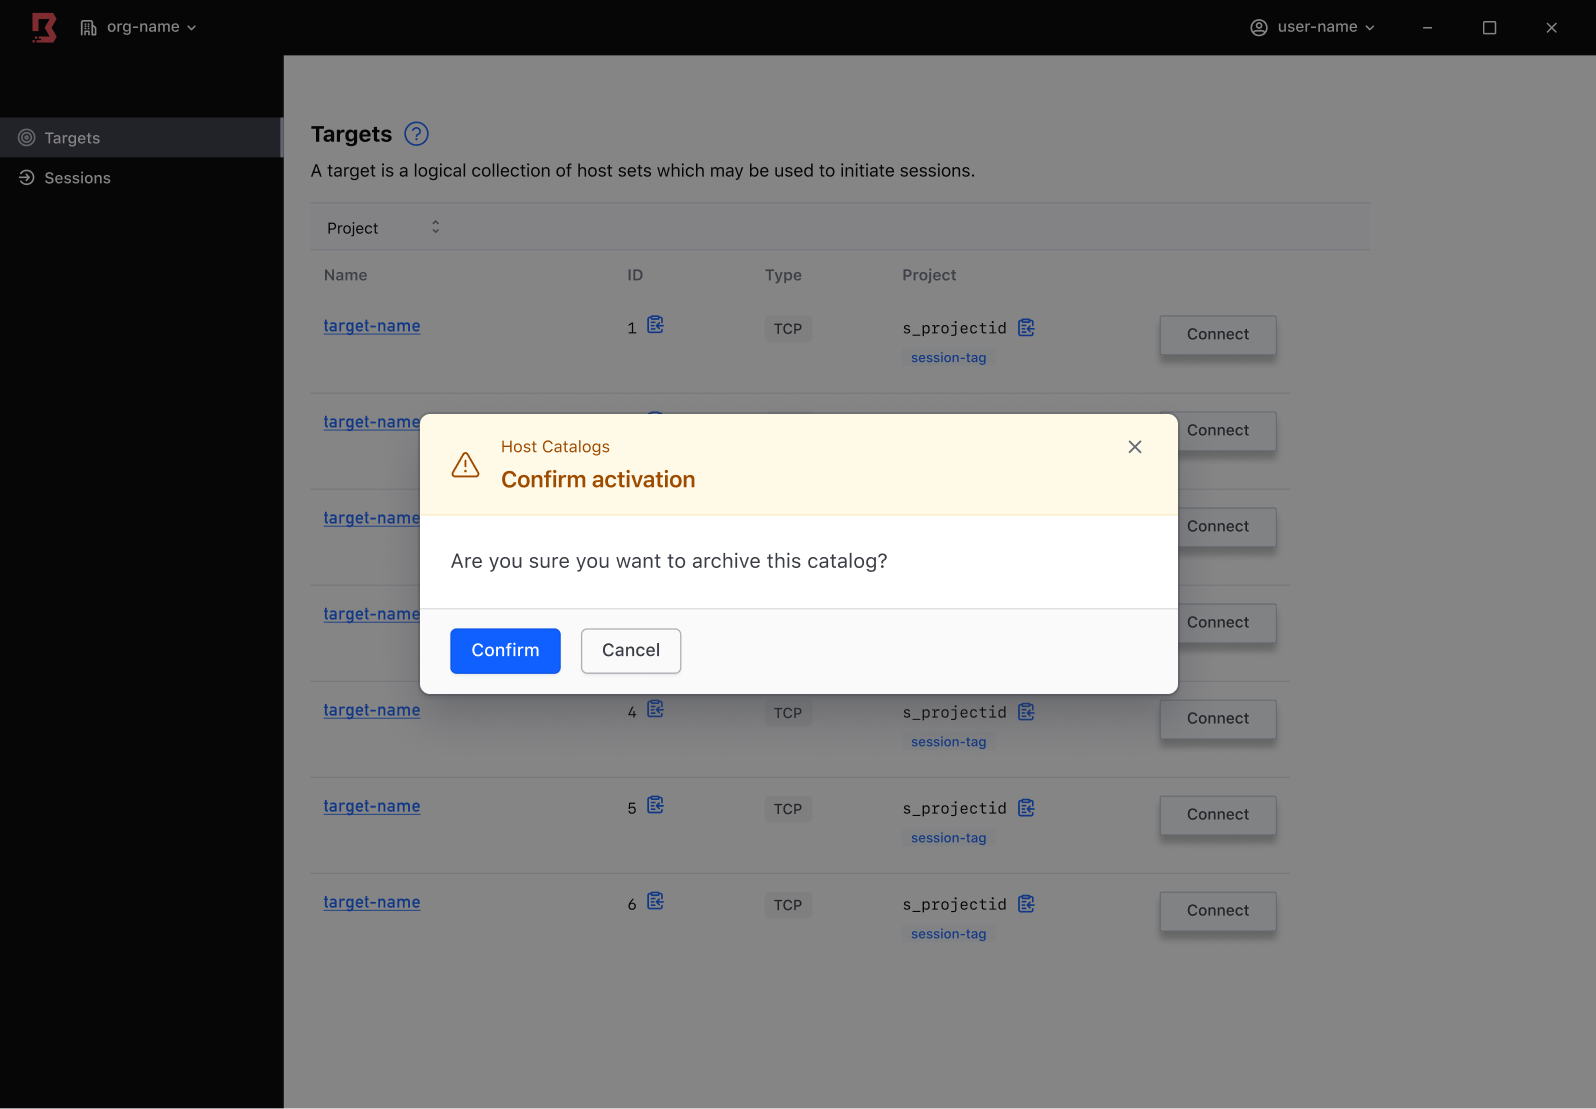 org-name
user-name
Targets
Sessions
Targets ?
A target is a logical collection of host sets which may be used to initiate sessions.
Project
Name ID Type Project
target-name 1 TCP s_projectid Connect
session-tag
target-name Connect
target-name Connect
target-name Connect
Host Catalogs
Confirm activation
Are you sure you want to archive this catalog?
Confirm Cancel
target-name 4 TCP s_projectid Connect
session-tag
target-name 5 TCP s_projectid Connect
session-tag
target-name 6 TCP s_projectid Connect
session-tag